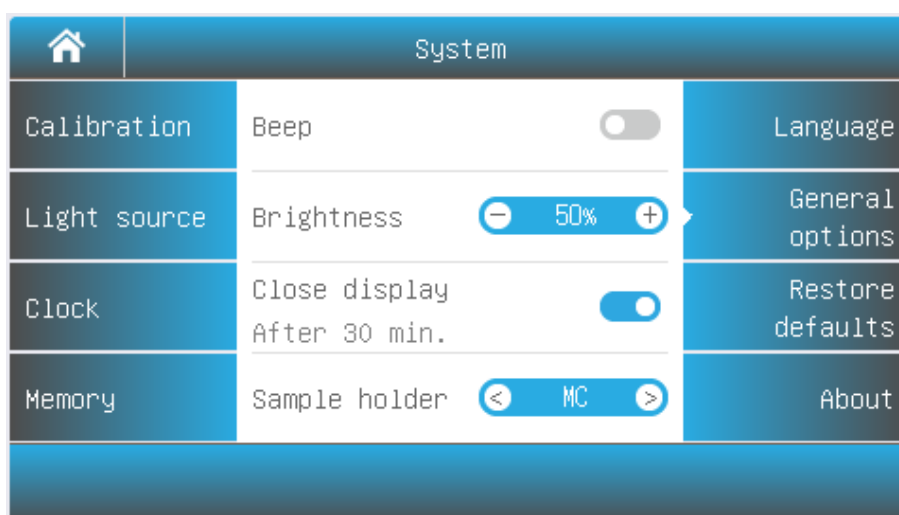 System
Calibration
Light source
Clock
Memory
Beep
Brightness
50%
Close display
After 30 min.
Sample holder
MC
Language
General
options
Restore
defaults
About